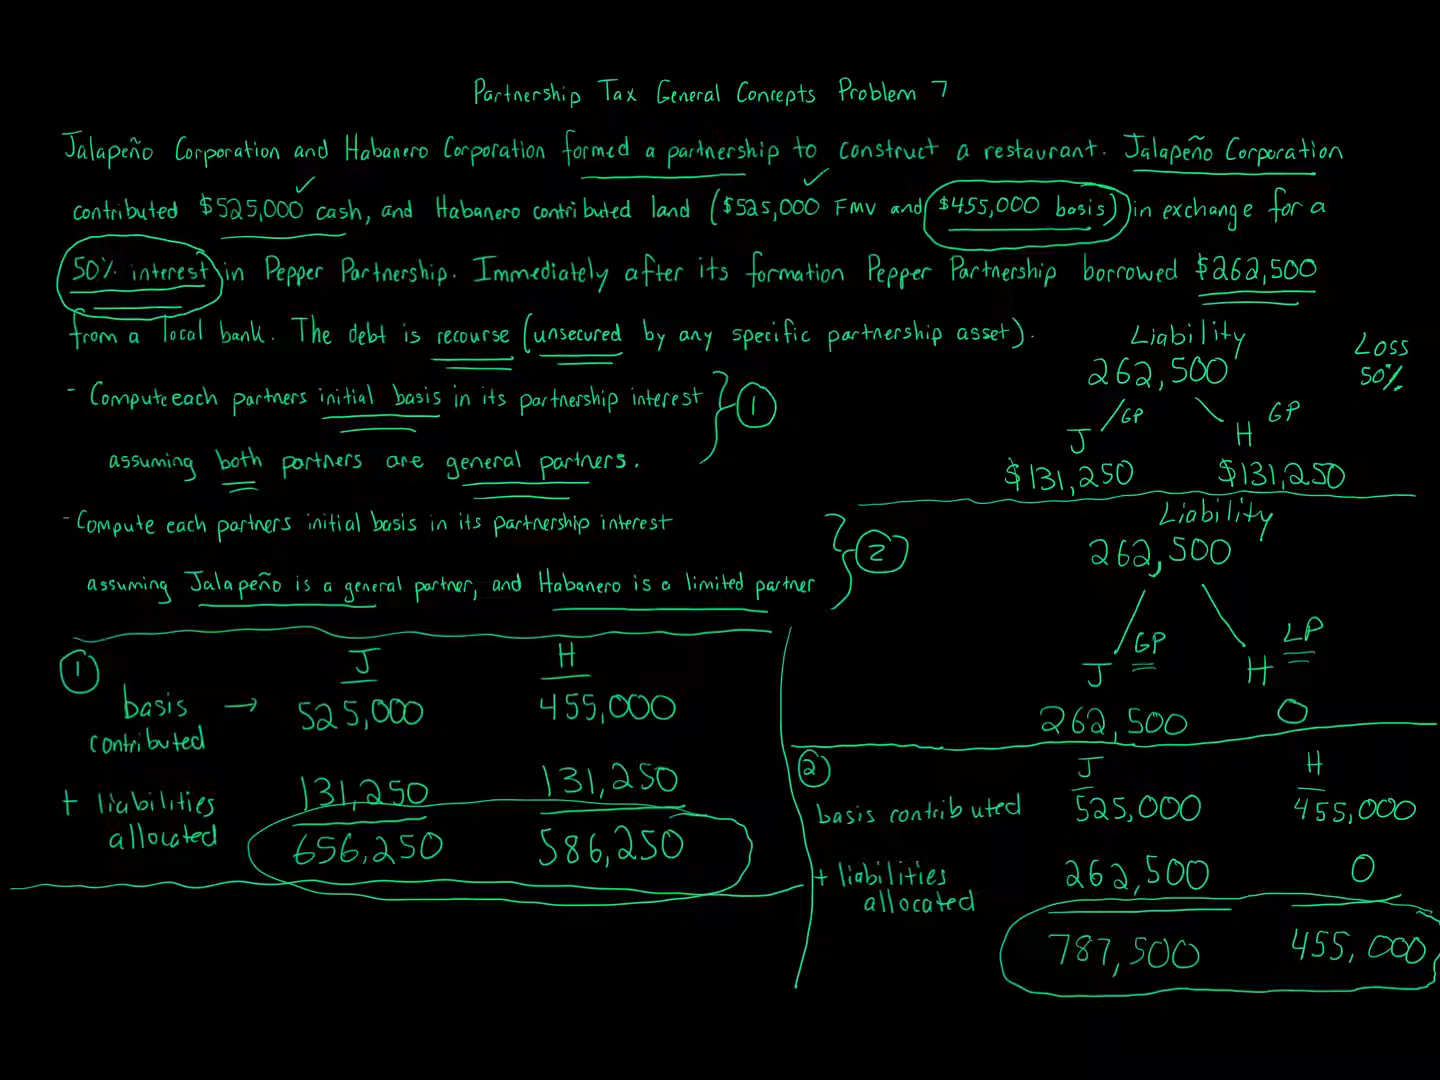 Partnership Tax General Concepts Problem 7
Jalapeño Corporation and Habanero Corporation formed a partnership to construct a restaurant. Jalapeño Corporation
contributed $525,000 cash, and Habanero contributed land ($525,000 FMV and $455,000 basis) in exchange for a
50% interest in Pepper Partnership. Immediately after its formation Pepper Partnership borrowed $262,500
from a local bank. The debt is recourse (unsecured by any specific partnership asset).
- Compute each partners initial basis in its partnership interest
assuming both partners are general partners.
1
- Compute each partners initial basis in its partnership interest
assuming Jalapeño is a general partner, and Habanero is a limited partner
2
Liability
262,500
Loss
50%
GP GP
J H
$131,250 $131,250
Liability
262,500
GP LP
J H
262,500 0
1 J H
basis → 525,000 455,000
contributed
+ liabilities 131,250 131,250
allocated
656,250 586,250
2 J H
basis contributed 525,000 455,000
+ liabilities 262,500 0
allocated
787,500 455,000